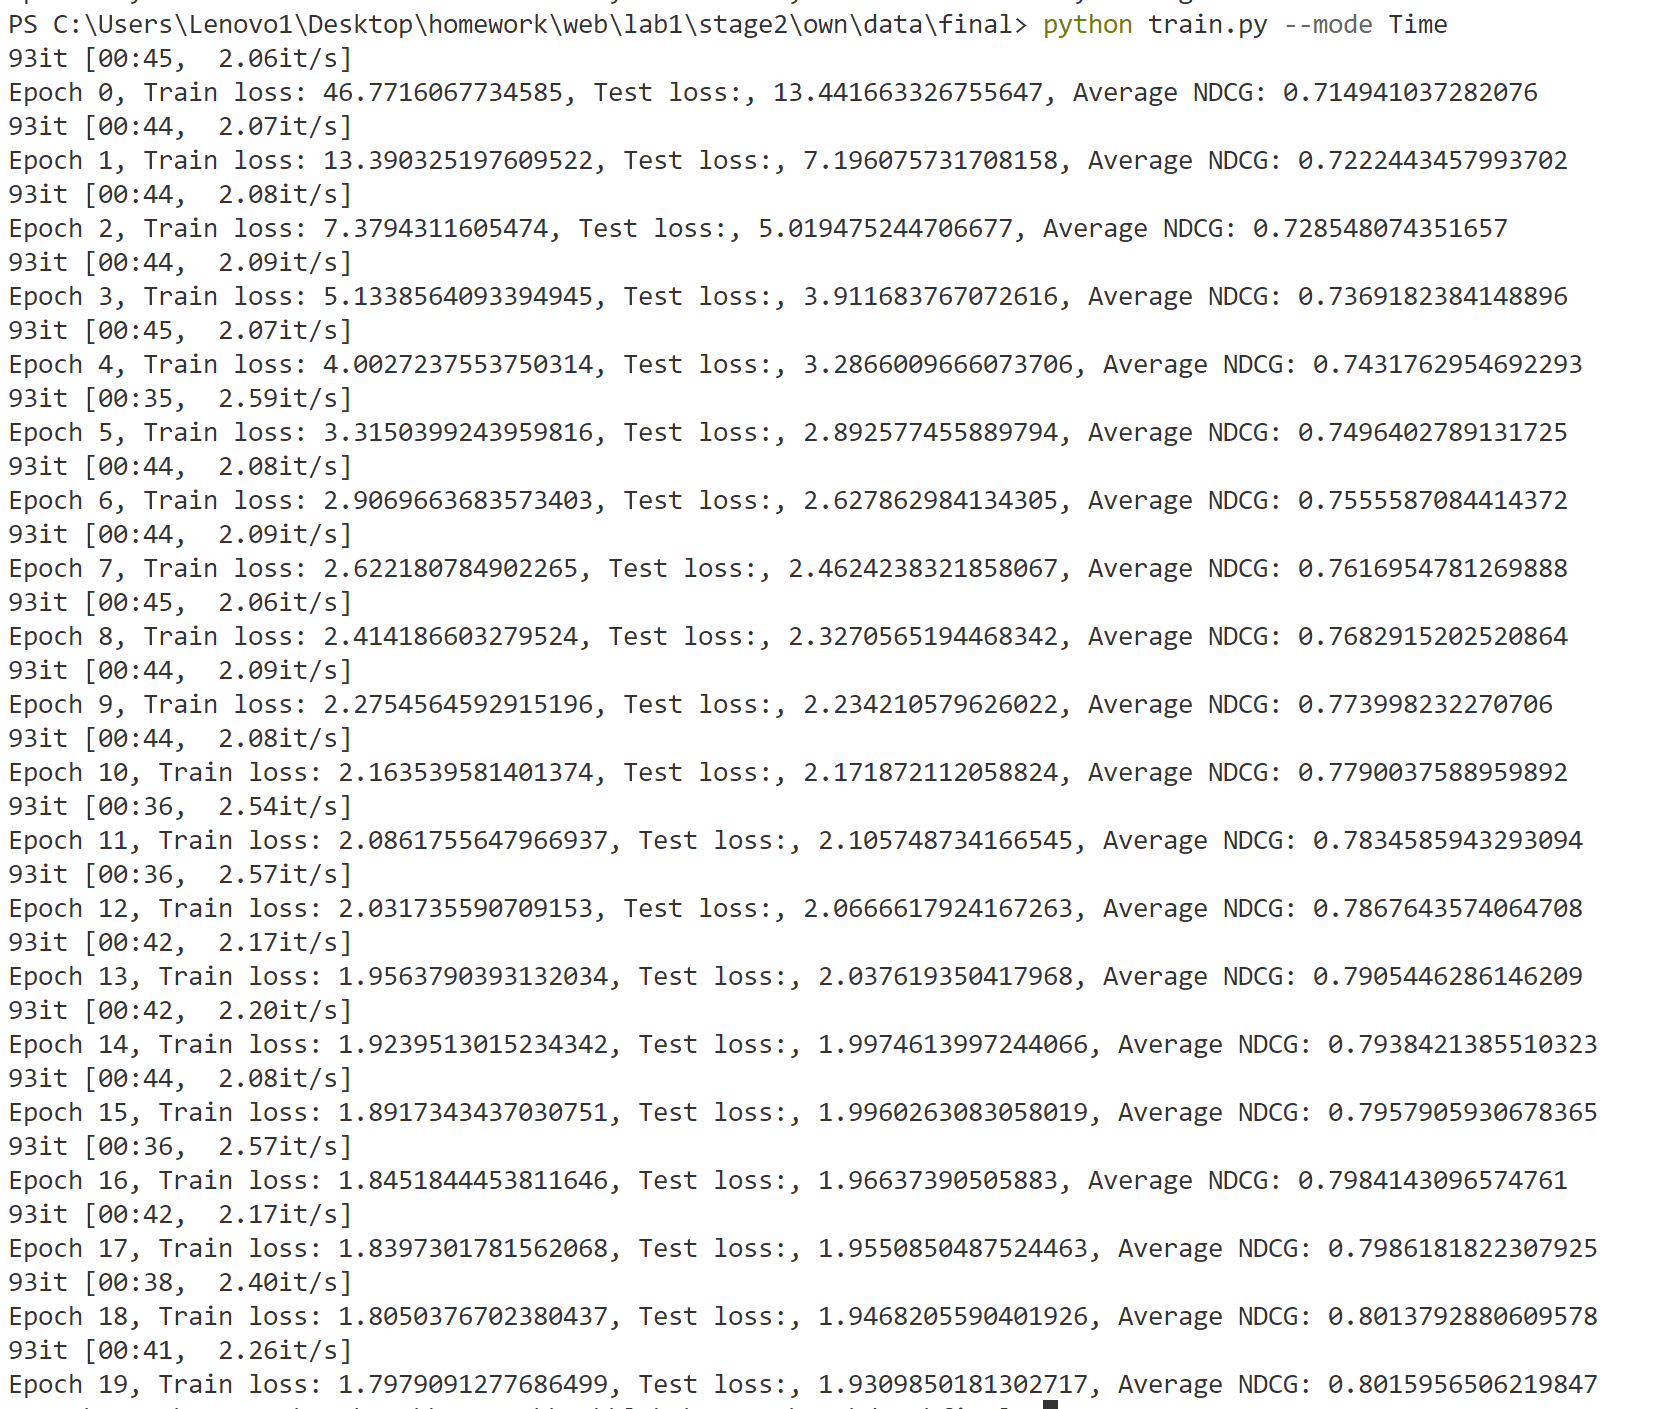 PS C:\Users\Lenovo1\Desktop\homework\web\lab1\stage2\own\data\final> python train.py --mode Time
93it [00:45,  2.06it/s]
Epoch 0, Train loss: 46.7716067734585, Test loss:, 13.441663326755647, Average NDCG: 0.714941037282076
93it [00:44,  2.07it/s]
Epoch 1, Train loss: 13.390325197609522, Test loss:, 7.196075731708158, Average NDCG: 0.7222443457993702
93it [00:44,  2.08it/s]
Epoch 2, Train loss: 7.3794311605474, Test loss:, 5.019475244706677, Average NDCG: 0.728548074351657
93it [00:44,  2.09it/s]
Epoch 3, Train loss: 5.1338564093394945, Test loss:, 3.911683767072616, Average NDCG: 0.7369182384148896
93it [00:45,  2.07it/s]
Epoch 4, Train loss: 4.0027237553750314, Test loss:, 3.2866009666073706, Average NDCG: 0.7431762954692293
93it [00:35,  2.59it/s]
Epoch 5, Train loss: 3.3150399243959816, Test loss:, 2.892577455889794, Average NDCG: 0.7496402789131725
93it [00:44,  2.08it/s]
Epoch 6, Train loss: 2.9069663683573403, Test loss:, 2.627862984134305, Average NDCG: 0.7555587084414372
93it [00:44,  2.09it/s]
Epoch 7, Train loss: 2.622180784902265, Test loss:, 2.4624238321858067, Average NDCG: 0.7616954781269888
93it [00:45,  2.06it/s]
Epoch 8, Train loss: 2.414186603279524, Test loss:, 2.3270565194468342, Average NDCG: 0.7682915202520864
93it [00:44,  2.09it/s]
Epoch 9, Train loss: 2.2754564592915196, Test loss:, 2.234210579626022, Average NDCG: 0.773998232270706
93it [00:44,  2.08it/s]
Epoch 10, Train loss: 2.163539581401374, Test loss:, 2.171872112058824, Average NDCG: 0.7790037588959892
93it [00:36,  2.54it/s]
Epoch 11, Train loss: 2.0861755647966937, Test loss:, 2.105748734166545, Average NDCG: 0.7834585943293094
93it [00:36,  2.57it/s]
Epoch 12, Train loss: 2.031735590709153, Test loss:, 2.0666617924167263, Average NDCG: 0.7867643574064708
93it [00:42,  2.17it/s]
Epoch 13, Train loss: 1.9563790393132034, Test loss:, 2.037619350417968, Average NDCG: 0.7905446286146209
93it [00:42,  2.20it/s]
Epoch 14, Train loss: 1.9239513015234342, Test loss:, 1.9974613997244066, Average NDCG: 0.7938421385510323
93it [00:44,  2.08it/s]
Epoch 15, Train loss: 1.8917343437030751, Test loss:, 1.9960263083058019, Average NDCG: 0.7957905930678365
93it [00:36,  2.57it/s]
Epoch 16, Train loss: 1.8451844453811646, Test loss:, 1.96637390505883, Average NDCG: 0.7984143096574761
93it [00:42,  2.17it/s]
Epoch 17, Train loss: 1.8397301781562068, Test loss:, 1.9550850487524463, Average NDCG: 0.7986181822307925
93it [00:38,  2.40it/s]
Epoch 18, Train loss: 1.8050376702380437, Test loss:, 1.9468205590401926, Average NDCG: 0.8013792880609578
93it [00:41,  2.26it/s]
Epoch 19, Train loss: 1.7979091277686499, Test loss:, 1.9309850181302717, Average NDCG: 0.8015956506219847